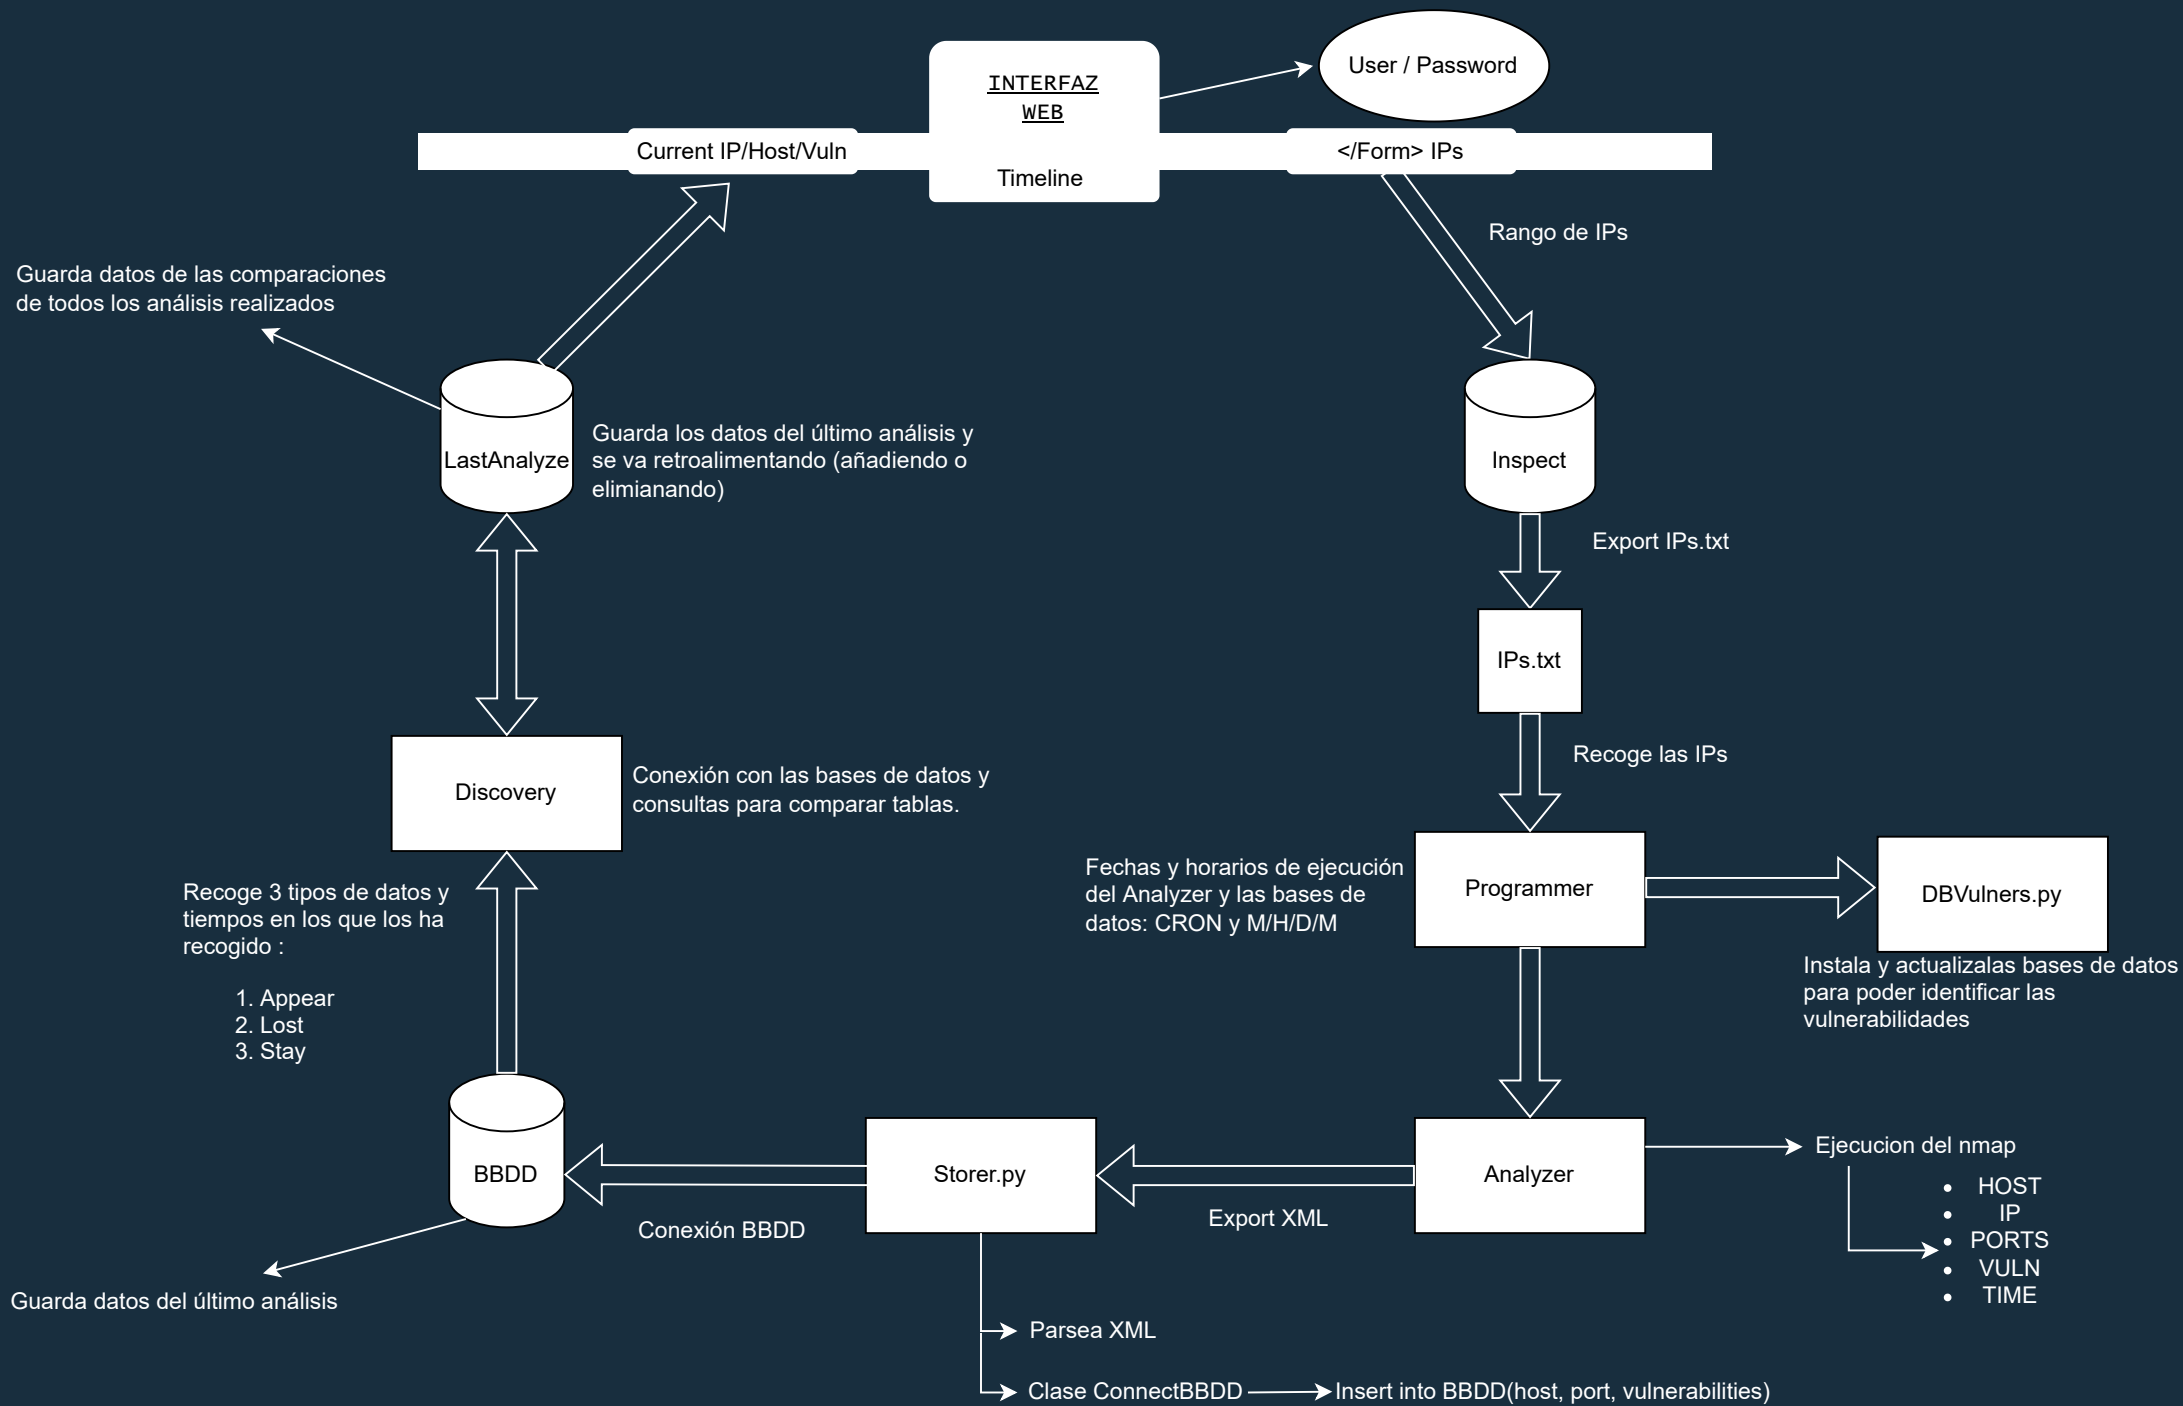 User / Password
INTERFAZ
WEB
Current IP/Host/Vuln
</Form> IPs
Timeline
Rango de IPs
Guarda datos de las comparaciones
de todos los análisis realizados
LastAnalyze
Guarda los datos del último análisis y
se va retroalimentando (añadiendo o
elimianando)
Inspect
Export IPs.txt
IPs.txt
Recoge las IPs
Discovery
Conexión con las bases de datos y
consultas para comparar tablas.
Fechas y horarios de ejecución
del Analyzer y las bases de
datos: CRON y M/H/D/M
Programmer
DBVulners.py
Instala y actualizalas bases de datos
para poder identificar las
vulnerabilidades
Recoge 3 tipos de datos y
tiempos en los que los ha
recogido :
1. Appear
2. Lost
3. Stay
BBDD
Conexión BBDD
Storer.py
Export XML
Analyzer
Ejecucion del nmap
• HOST
• IP
• PORTS
• VULN
• TIME
Guarda datos del último análisis
Parsea XML
Clase ConnectBBDD
Insert into BBDD(host, port, vulnerabilities)